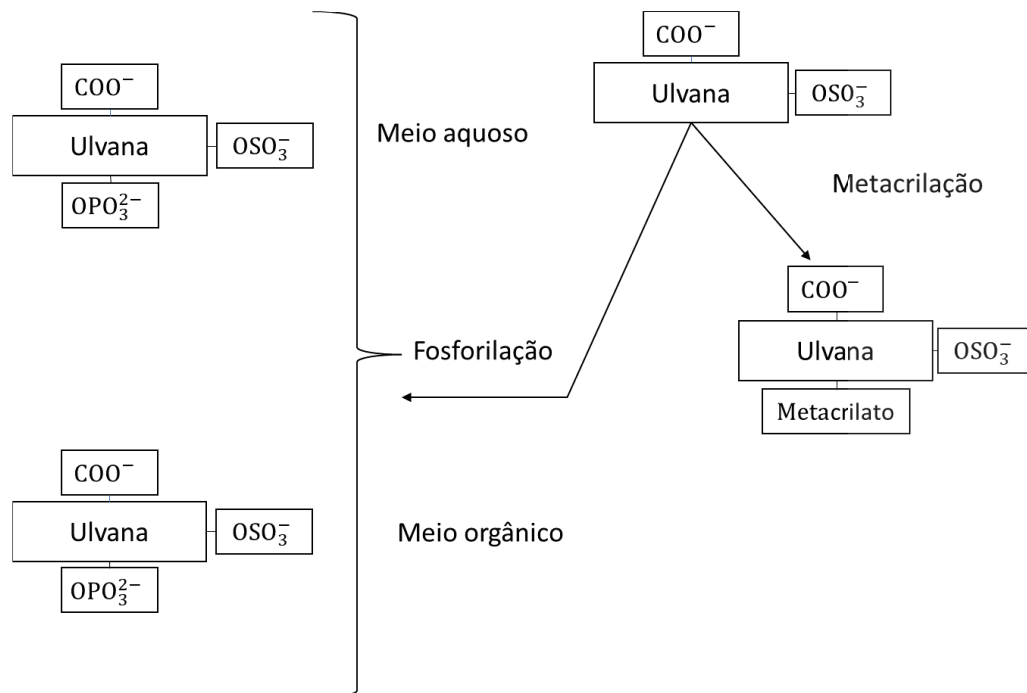 COO⁻
Ulvana
OSO₃⁻
OPO₃²⁻
Meio aquoso
COO⁻
Ulvana
OSO₃⁻
Metacrilação
COO⁻
Ulvana
OSO₃⁻
Metacrilato
Fosforilação
COO⁻
Ulvana
OSO₃⁻
OPO₃²⁻
Meio orgânico